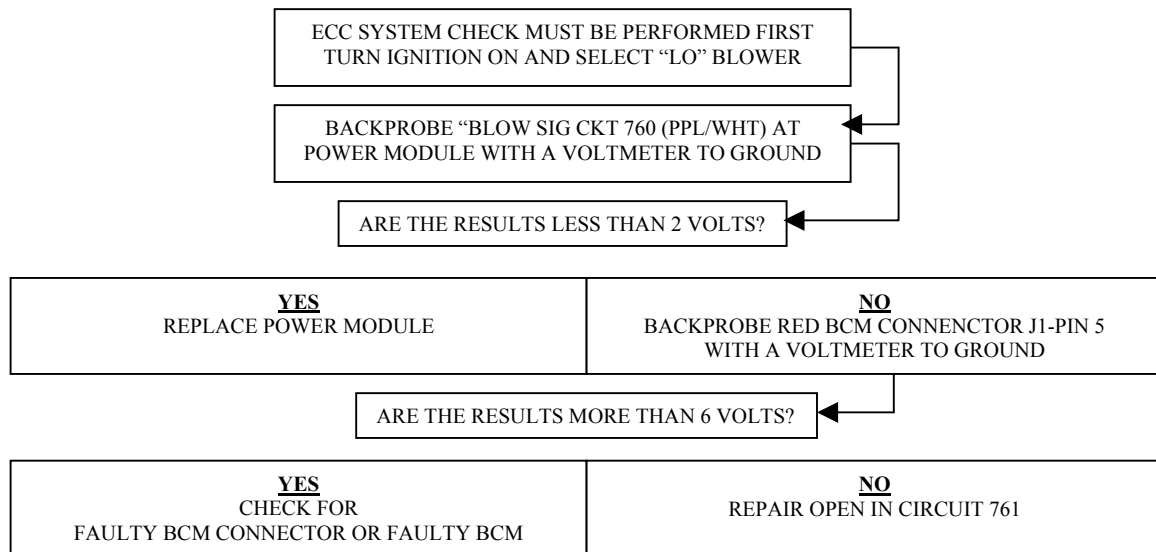 ECC SYSTEM CHECK MUST BE PERFORMED FIRST
TURN IGNITION ON AND SELECT “LO” BLOWER
BACKPROBE “BLOW SIG CKT 760 (PPL/WHT) AT
POWER MODULE WITH A VOLTMETER TO GROUND
ARE THE RESULTS LESS THAN 2 VOLTS?
YES
REPLACE POWER MODULE
NO
BACKPROBE RED BCM CONNENCTOR J1-PIN 5
WITH A VOLTMETER TO GROUND
ARE THE RESULTS MORE THAN 6 VOLTS?
YES
CHECK FOR
FAULTY BCM CONNECTOR OR FAULTY BCM
NO
REPAIR OPEN IN CIRCUIT 761